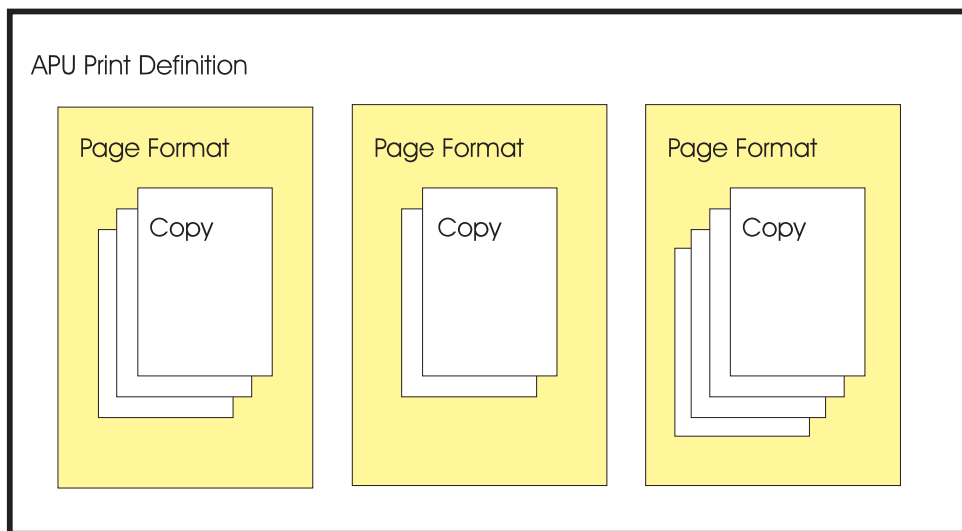 APU Print Definition
Page Format
Page Format
Page Format
Copy
Copy
Copy